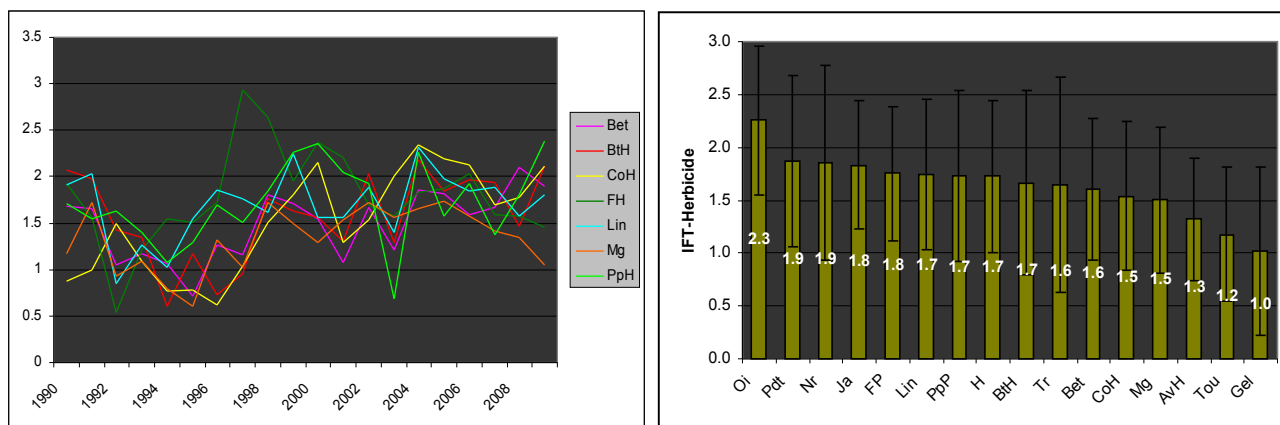 3.5
3
2.5
2
1.5
1
0.5
0
1990
1992
1994
1996
1998
2000
2002
2004
2006
2008
Bet
BtH
CoH
FH
Lin
Mg
PpH
IFT-Herbicide
3.0
2.5
2.0
1.5
1.0
0.5
0.0
2.3
1.9
1.9
1.8
1.8
1.7
1.7
1.7
1.7
1.6
1.6
1.5
1.5
1.3
1.2
1.0
Oi
Pdt
Nr
Ja
FP
Lin
PpP
H
BtH
Tr
Bet
CoH
Mg
AvH
Tou
Gel